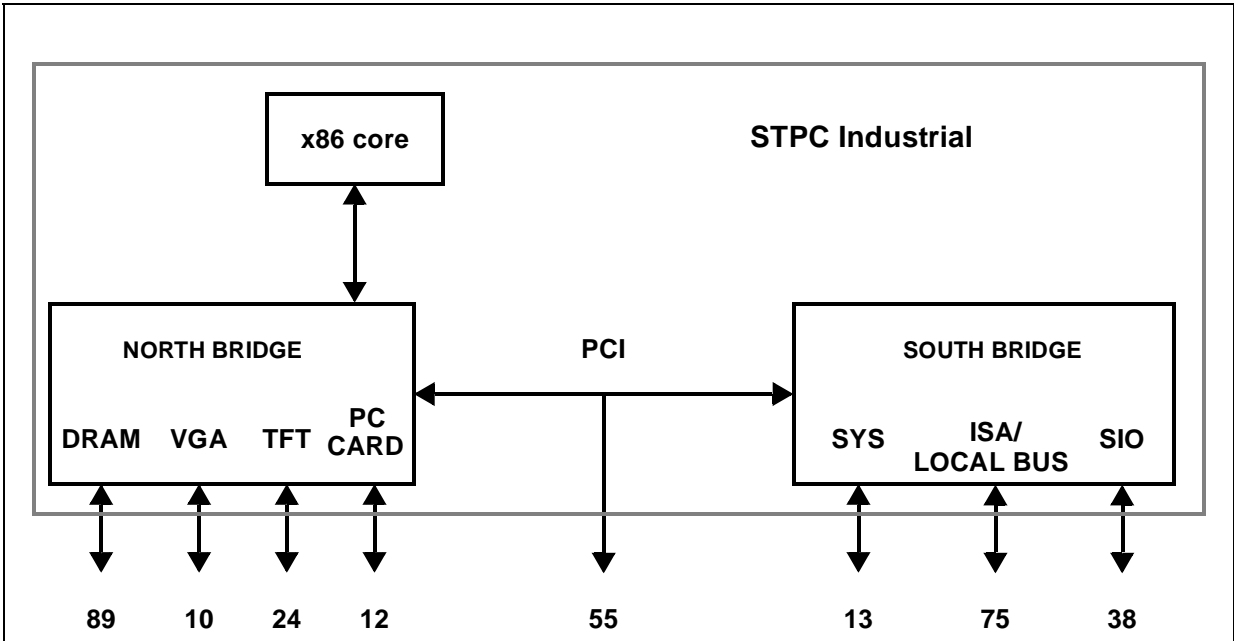 x86 core
STPC Industrial
NORTH BRIDGE
PCI
SOUTH BRIDGE
DRAM
VGA
TFT
PC
CARD
SYS
ISA/
LOCAL BUS
SIO
89
10
24
12
55
13
75
38